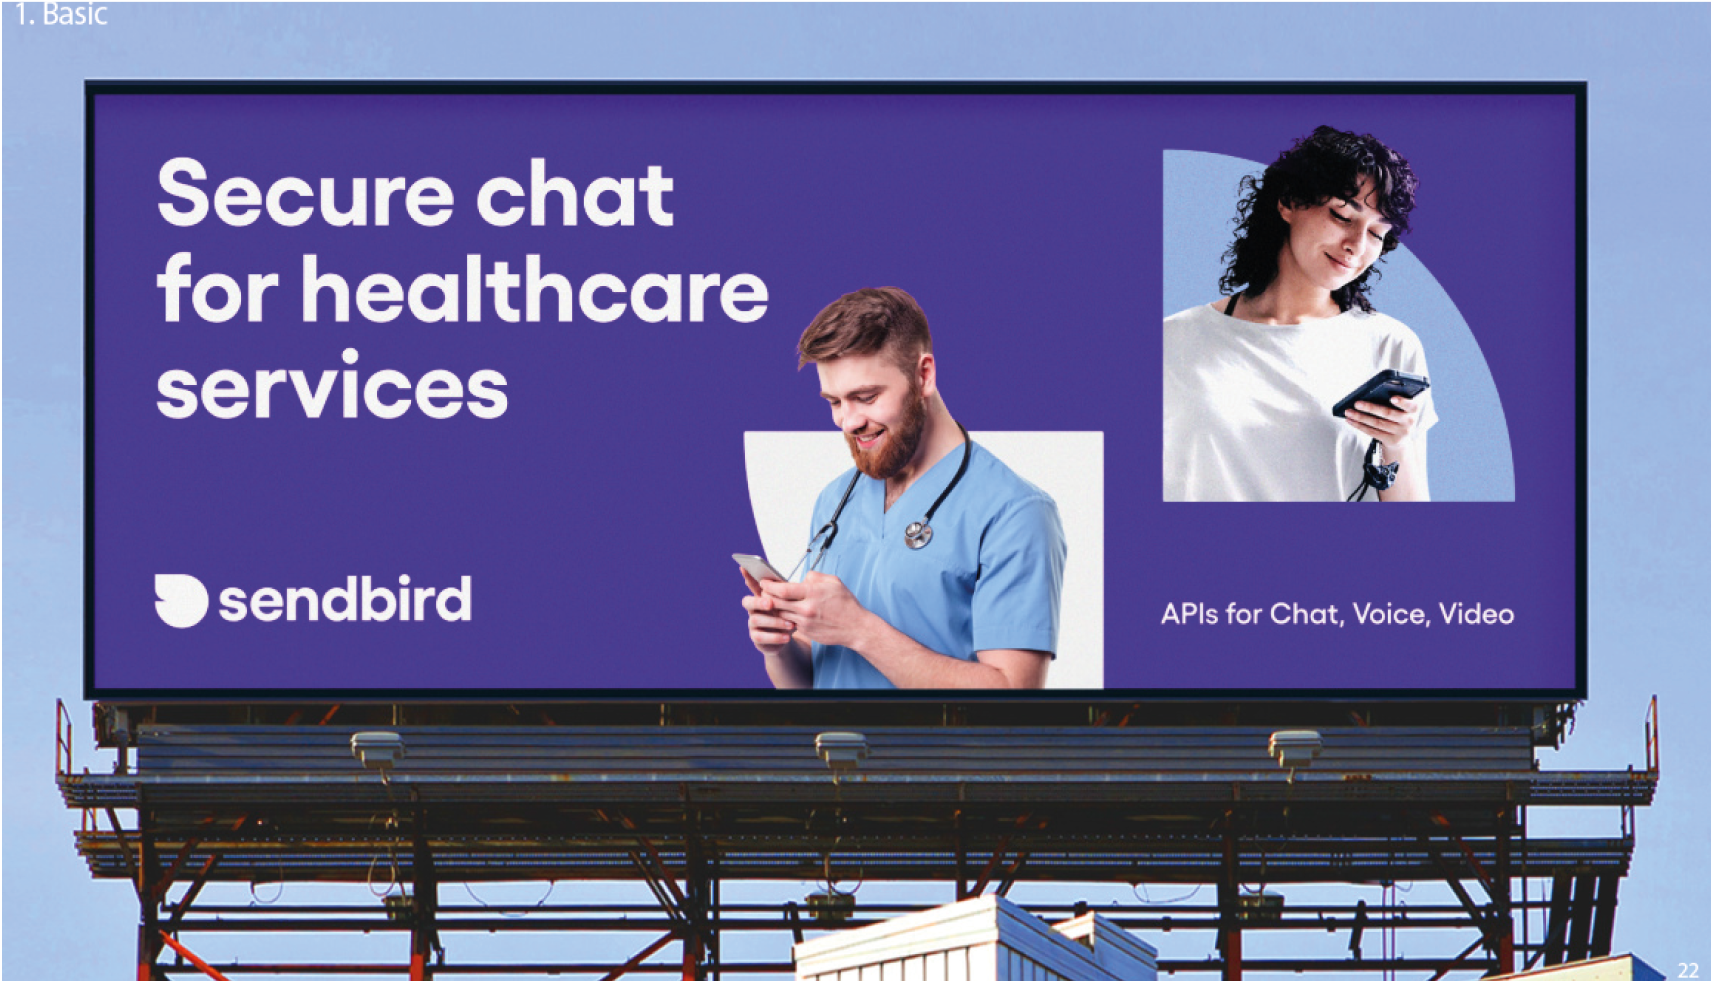 1. Basic
Secure chat
for healthcare
services
sendbird
APIs for Chat, Voice, Video
22